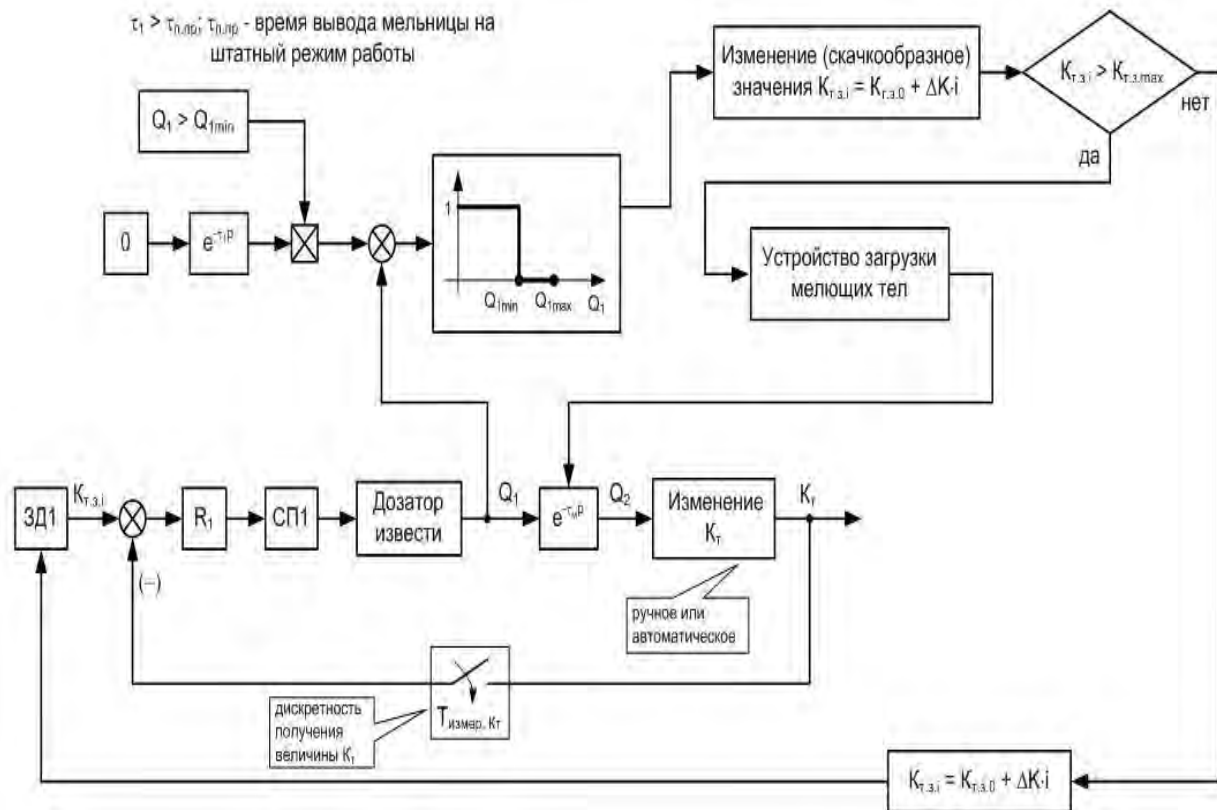 τ₁ > τп.пр; τп.пр - время вывода мельницы на
штатный режим работы
Q₁ > Q₁min
0
e^-τ₁p
1
Q₁min
Q₁max
Q₁
Изменение (скачкообразное)
значения Kт.з.i = Kт.з.0 + ΔK·i
Kт.з.i > Kт.з.max
нет
да
Устройство загрузки
мелющих тел
ЗД1
Kт.з.i
(–)
R₁
СП1
Дозатор
извести
Q₁
e^-τмp
Q₂
Изменение
Kт
Kт
ручное или
автоматическое
Tизмер. Kт
дискретность
получения
величины Kт
Kт.з.i = Kт.з.0 + ΔK·i